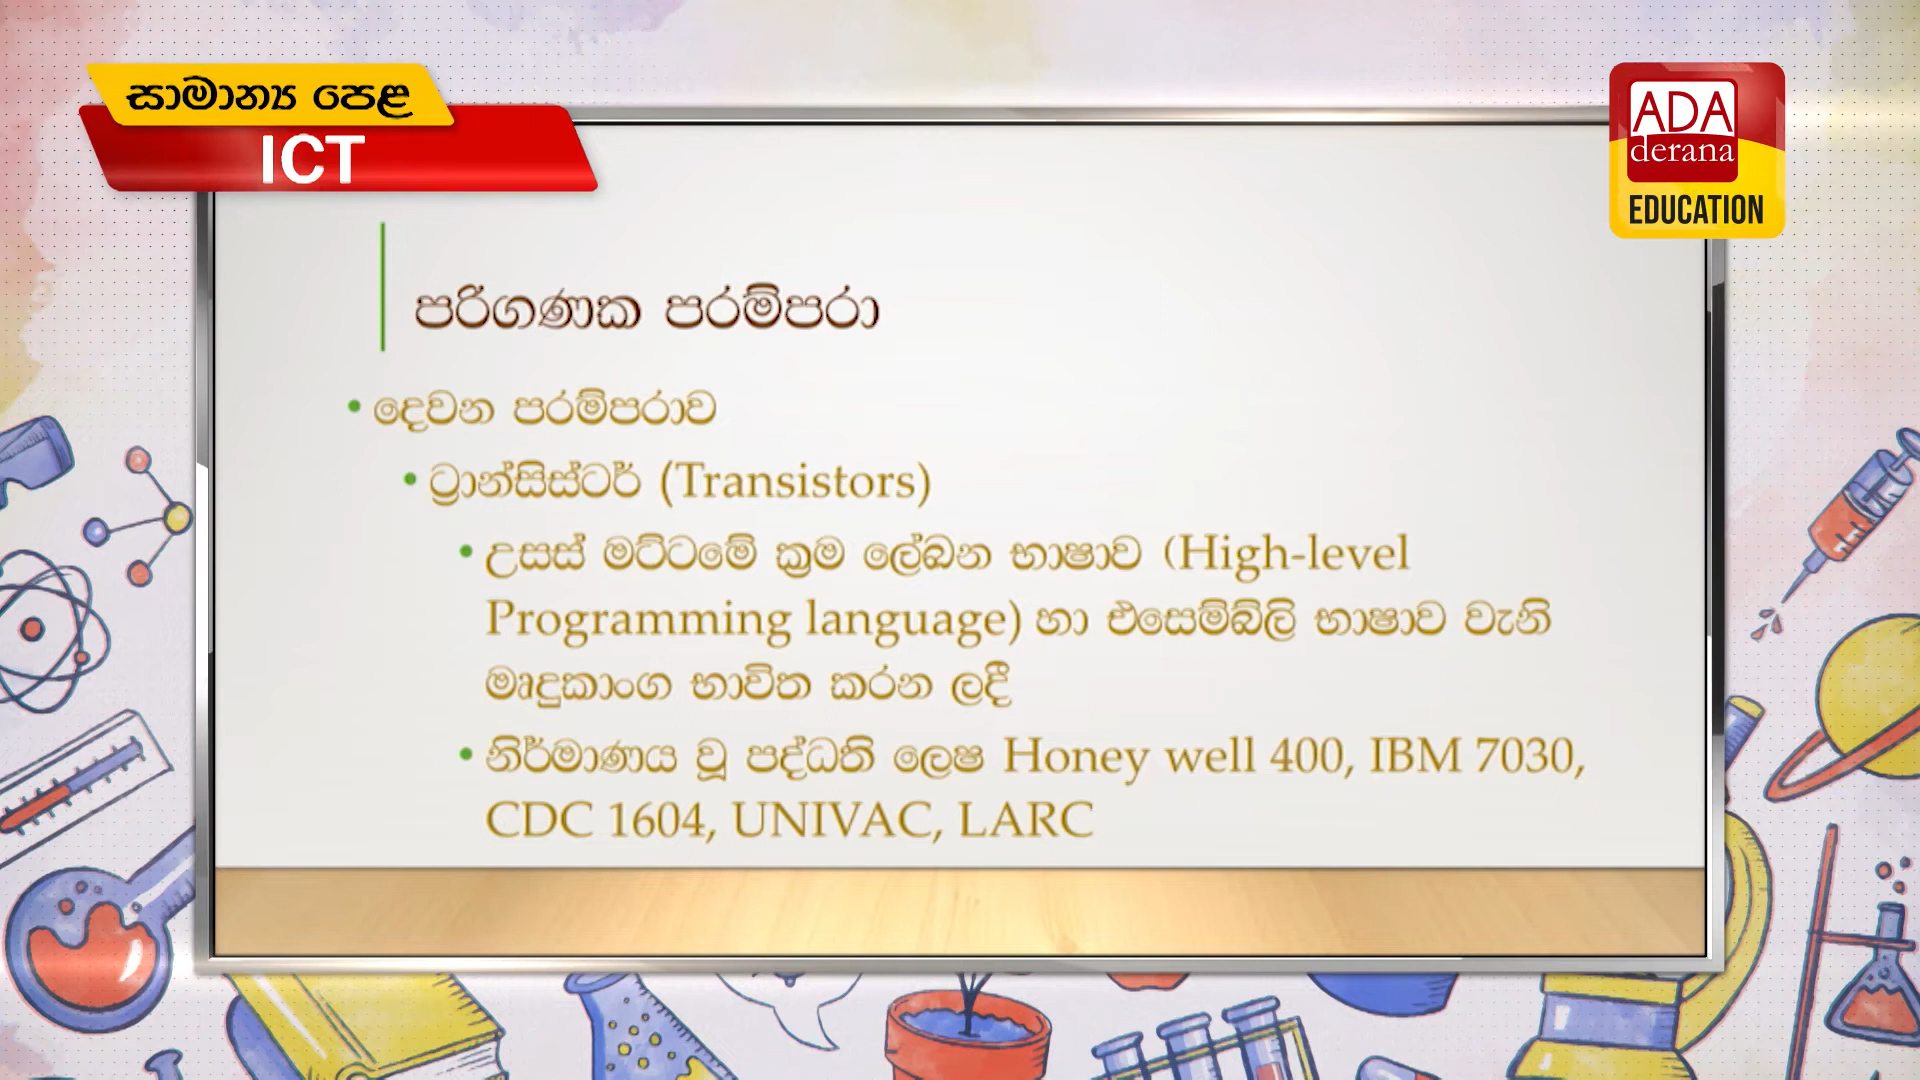 සාමාන්‍ය පෙළ
ICT
ADA
derana
EDUCATION
පරිගණක පරම්පරා
• දෙවන පරම්පරාව
• ට්‍රාන්සිස්ටර් (Transistors)
• උසස් මට්ටමේ ක්‍රම ලේඛන භාෂාව (High-level
Programming language) හා එසෙම්බ්ලි භාෂාව වැනි
මෘදුකාංග භාවිත කරන ලදී
• නිර්මාණය වූ පද්ධති ලෙෂ Honey well 400, IBM 7030,
CDC 1604, UNIVAC, LARC